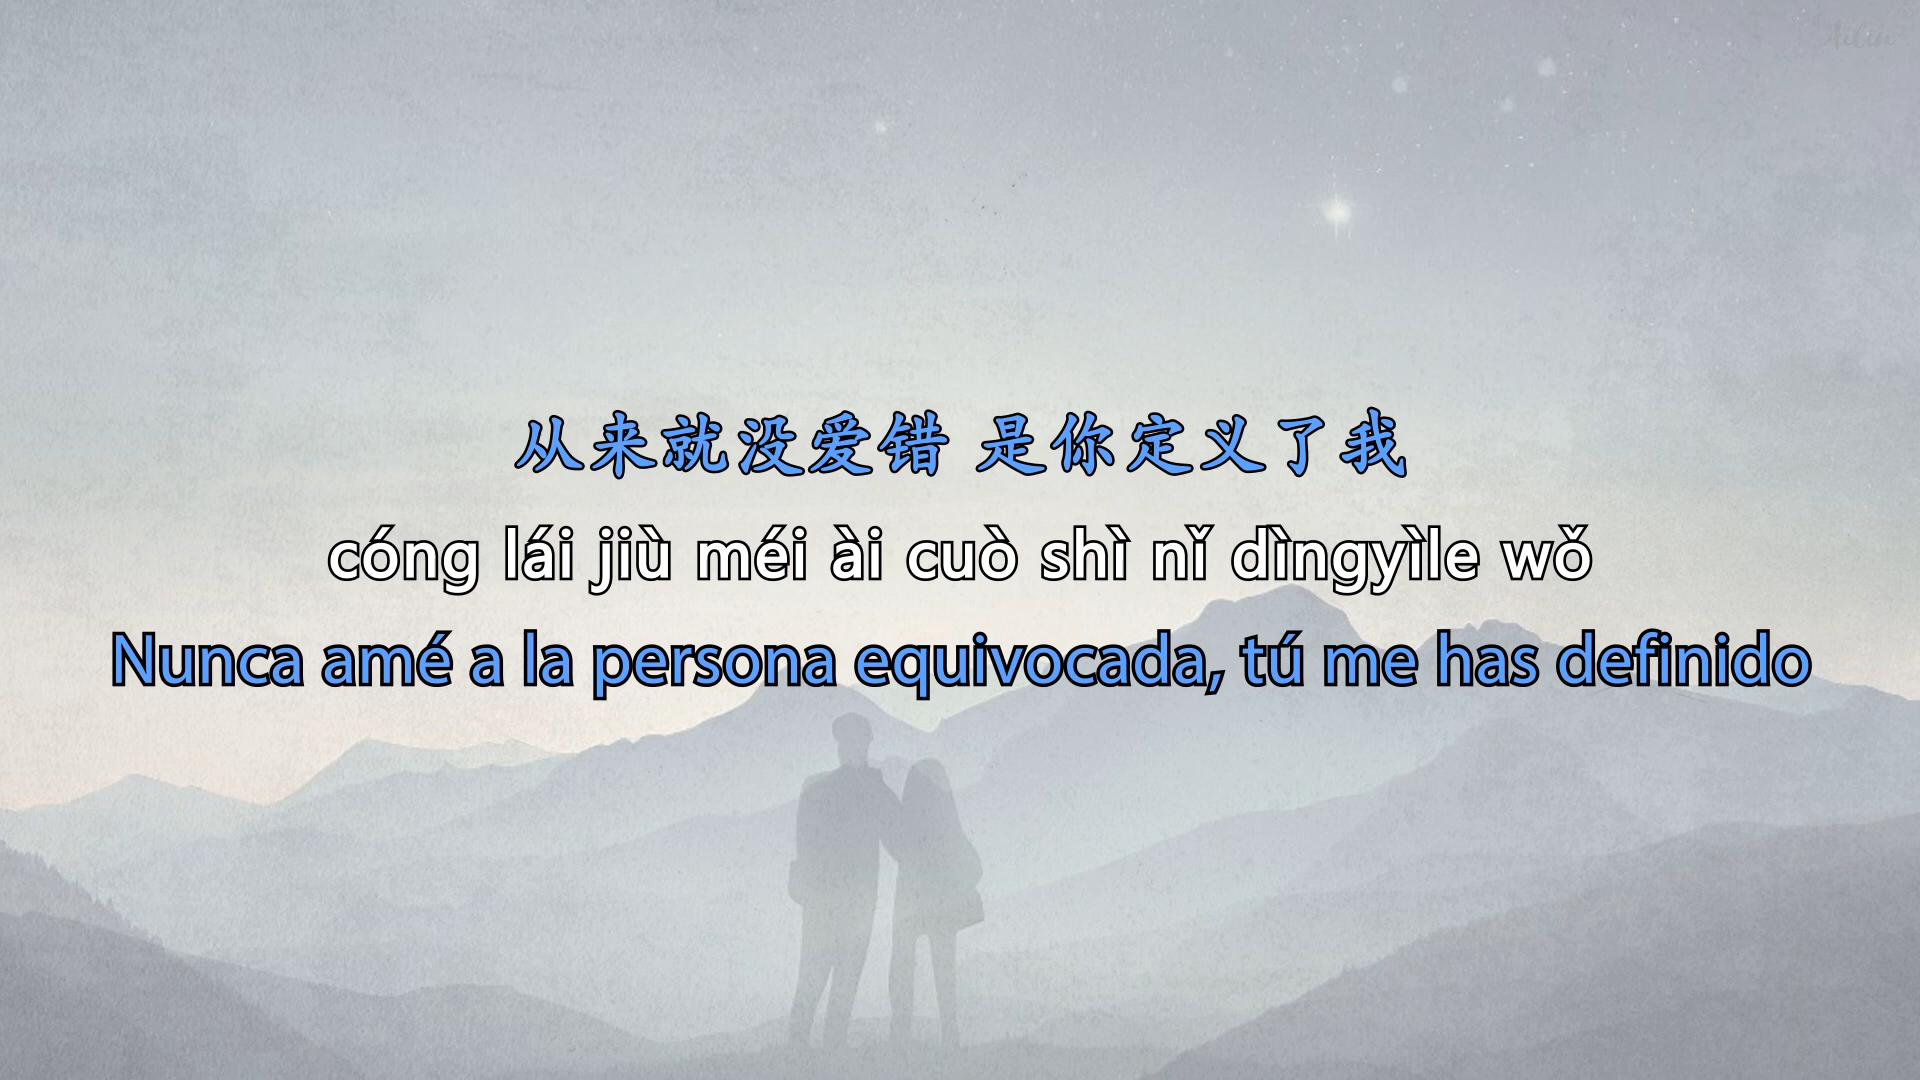 Ailin
从来就没爱错 是你定义了我
cóng lái jiù méi ài cuò shì nǐ dìngyìle wǒ
Nunca amé a la persona equivocada, tú me has definido